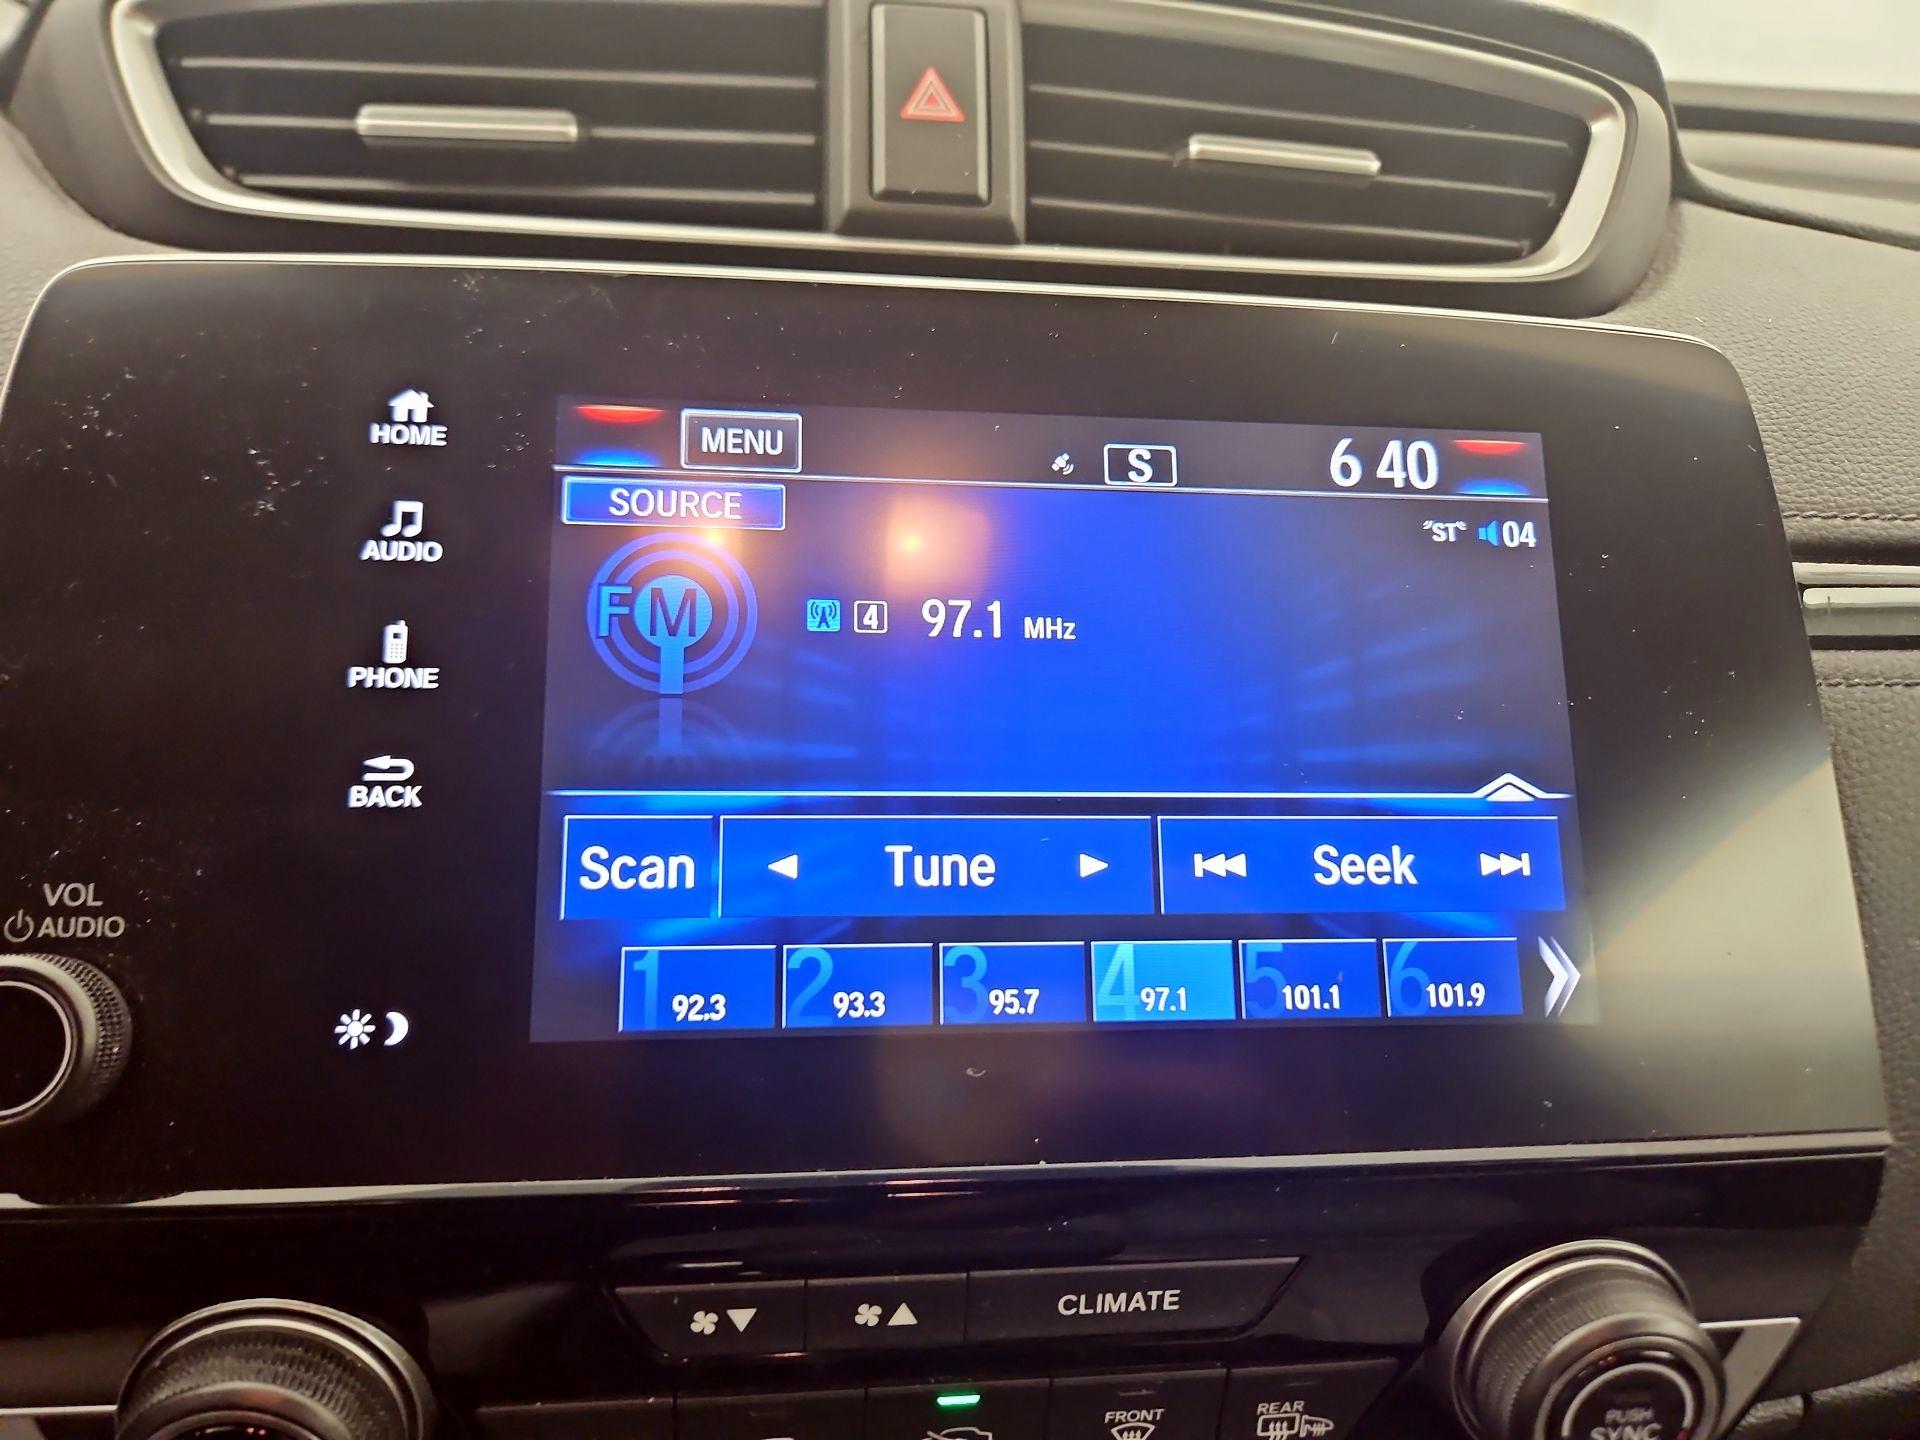 HOME
MENU
S
6 40
SOURCE
"ST" 04
AUDIO
FM
4 97.1 MHz
PHONE
BACK
Scan
Tune
Seek
VOL
AUDIO
1 92.3
2 93.3
3 95.7
4 97.1
5 101.1
6 101.9
CLIMATE
FRONT
REAR
PUSH
SYNC